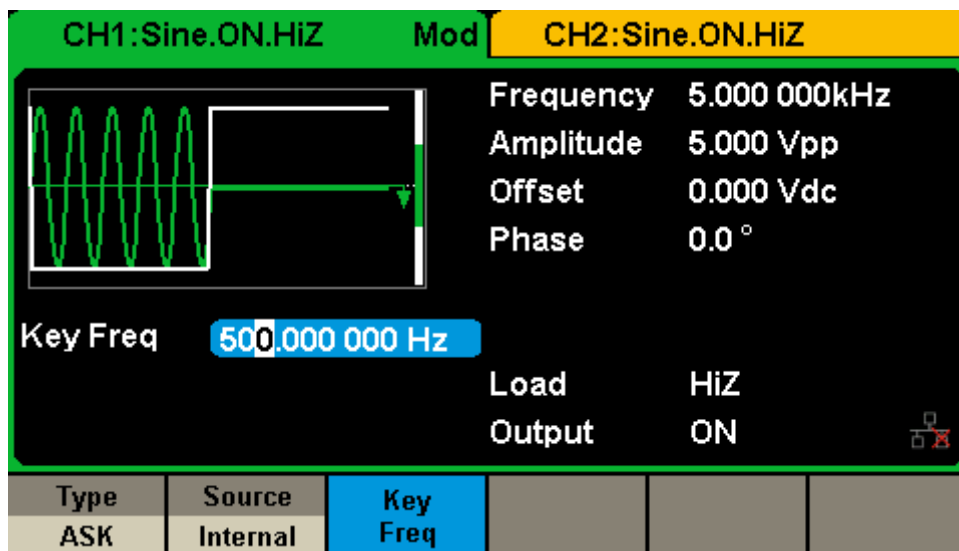 CH1:Sine.ON.HiZ Mod CH2:Sine.ON.HiZ
Frequency 5.000 000kHz
Amplitude 5.000 Vpp
Offset 0.000 Vdc
Phase 0.0 °
Key Freq 500.000 000 Hz
Load HiZ
Output ON
Type Source Key
ASK Internal Freq